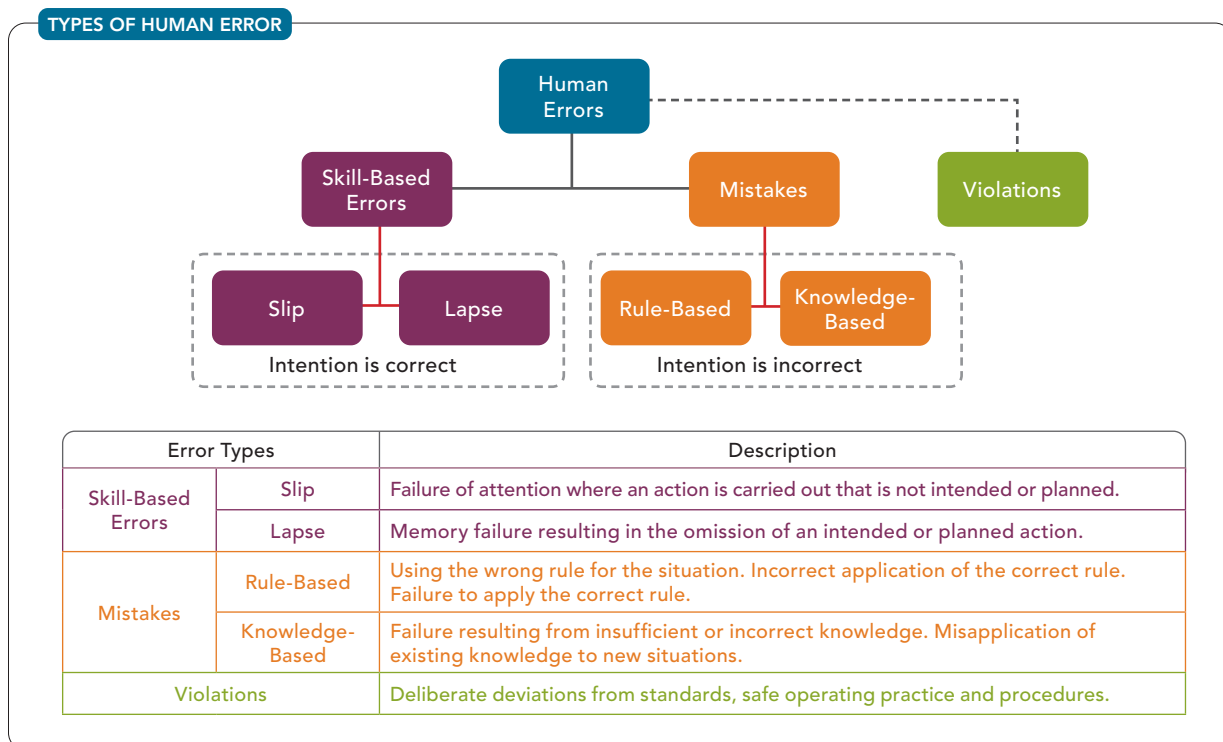 TYPES OF HUMAN ERROR
Human
Errors
Skill-Based
Errors
Mistakes
Violations
Slip
Lapse
Rule-Based
Knowledge-
Based
Intention is correct
Intention is incorrect
Error Types
Description
Skill-Based
Errors
Slip
Failure of attention where an action is carried out that is not intended or planned.
Lapse
Memory failure resulting in the omission of an intended or planned action.
Mistakes
Rule-Based
Using the wrong rule for the situation. Incorrect application of the correct rule.
Failure to apply the correct rule.
Knowledge-
Based
Failure resulting from insufficient or incorrect knowledge. Misapplication of
existing knowledge to new situations.
Violations
Deliberate deviations from standards, safe operating practice and procedures.